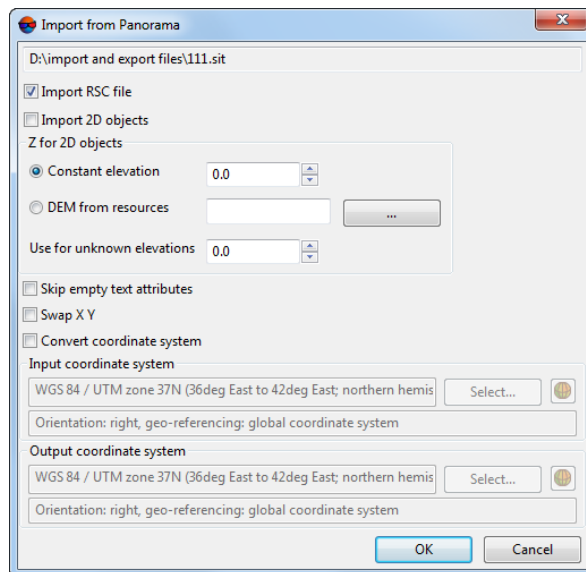 Import from Panorama
D:\import and export files\111.sit
Import RSC file
Import 2D objects
Z for 2D objects
Constant elevation 0.0
DEM from resources ...
Use for unknown elevations 0.0
Skip empty text attributes
Swap X Y
Convert coordinate system
Input coordinate system
WGS 84 / UTM zone 37N (36deg East to 42deg East; northern hemis Select...
Orientation: right, geo-referencing: global coordinate system
Output coordinate system
WGS 84 / UTM zone 37N (36deg East to 42deg East; northern hemis Select...
Orientation: right, geo-referencing: global coordinate system
OK Cancel